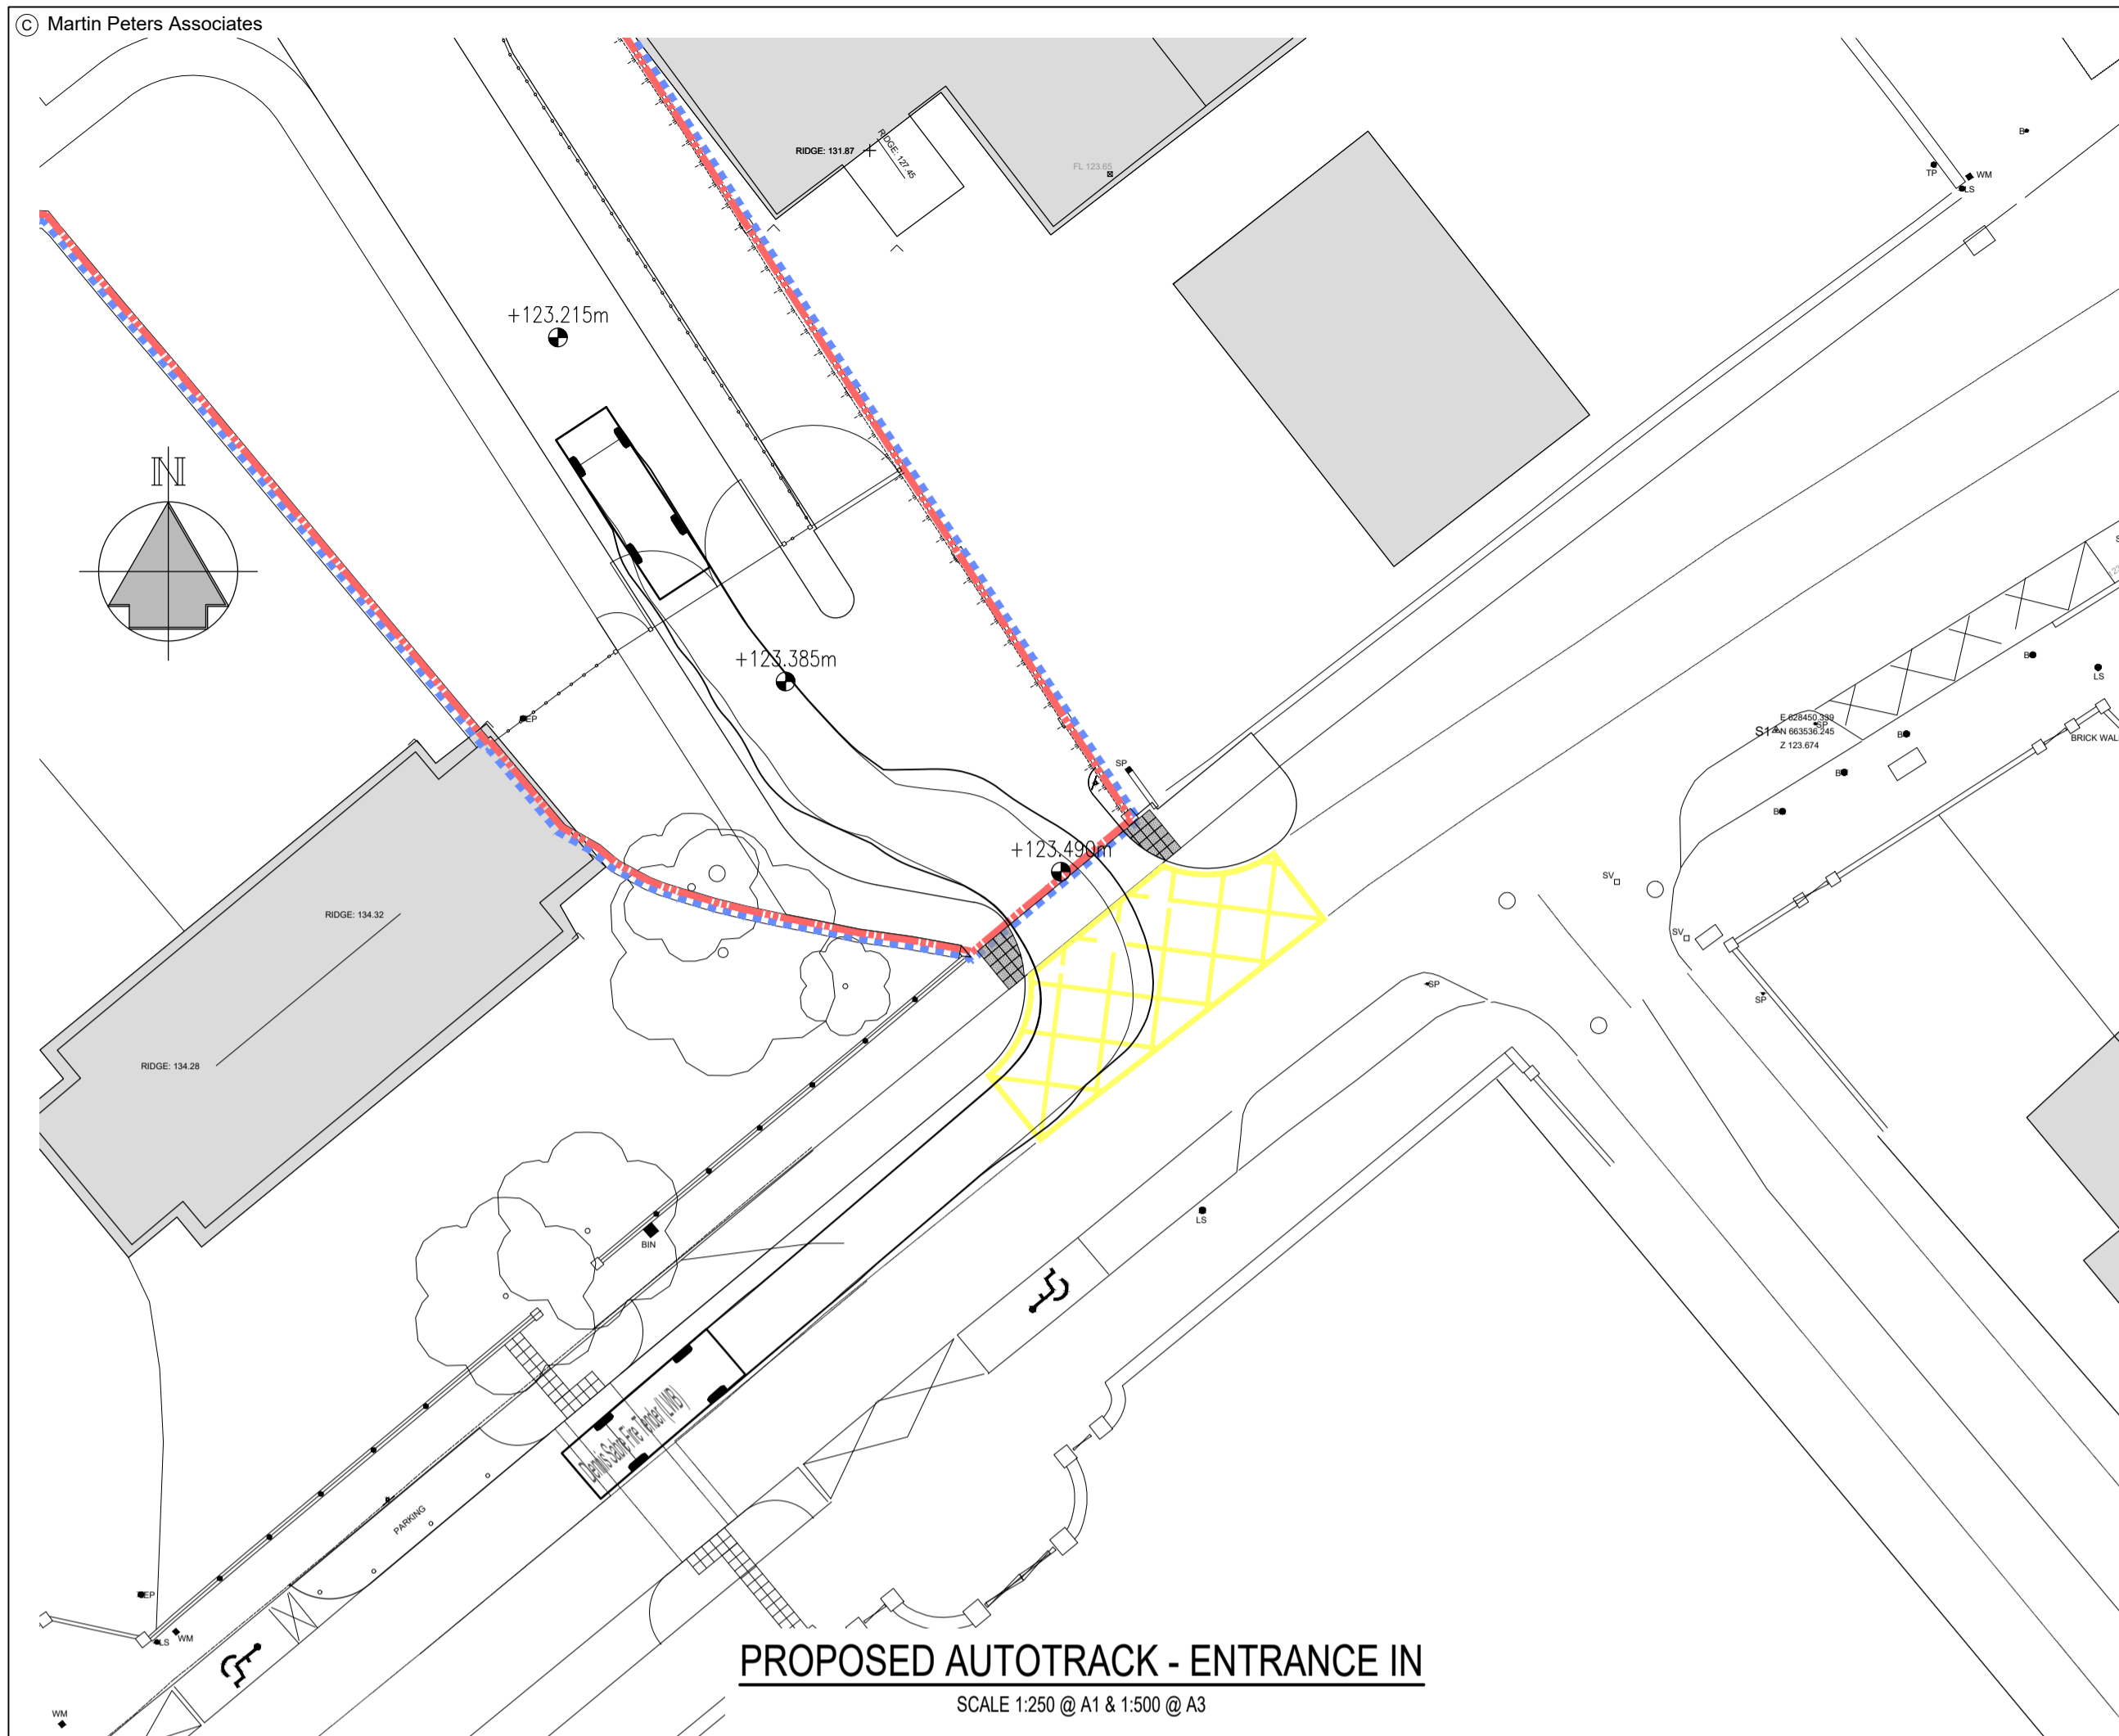 © Martin Peters Associates
RIDGE: 131.87
RIDGE: 127.45
FL 123.65
B
TP
WM
LS
+123.215m
N
+123.385m
EP
SP
+123.490m
B
LS
E 628450.339
SP
S1
N 663536.245
Z 123.674
B
BRICK WAL
B
B
SV
SV
SP
SP
RIDGE: 134.32
RIDGE: 134.28
LS
BIN
Dennis Sabre Fire Tender (LWB)
PARKING
EP
LS
WM
WM
PROPOSED AUTOTRACK - ENTRANCE IN
SCALE 1:250 @ A1 & 1:500 @ A3